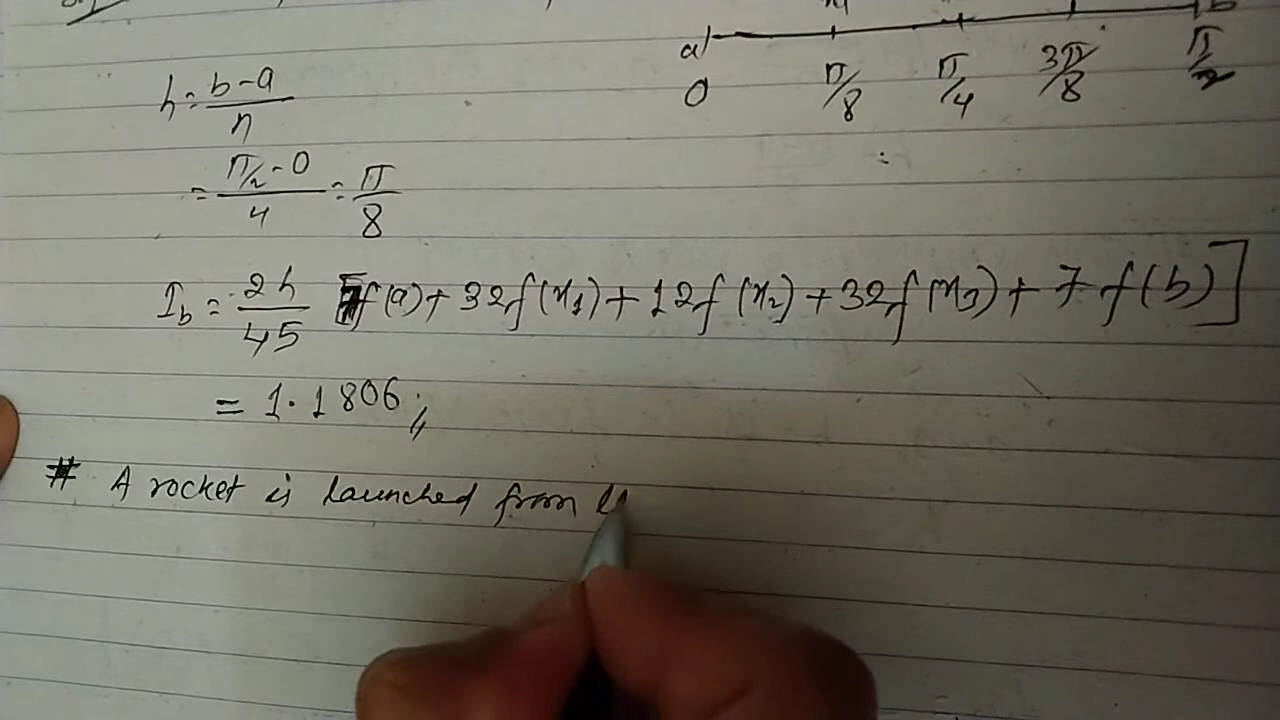 a
b
0 π/8 π/4 3π/8 π/2
h = b-a/n
= π/2 - 0/4 = π/8
I_b = 2h/45 [7f(a) + 32f(x₁) + 12f(x₂) + 32f(x₃) + 7f(b)]
= 1.1806
# A rocket is launched from